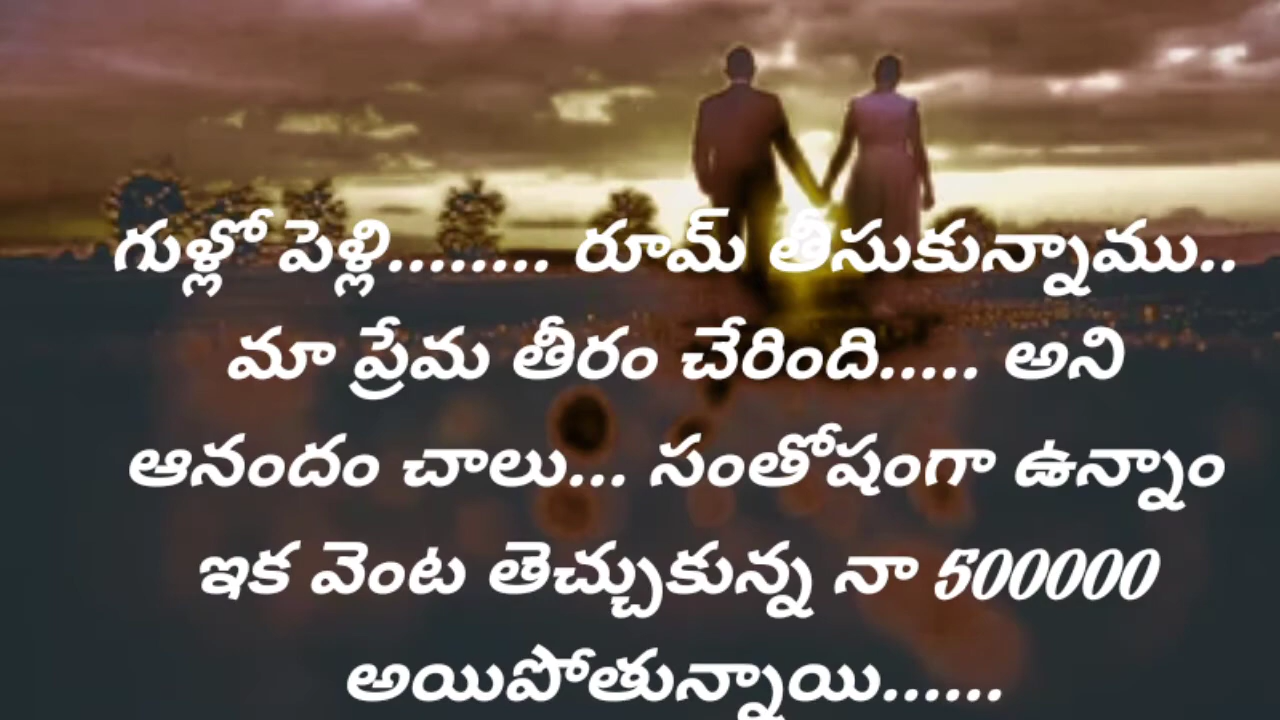 గుళ్లో పెళ్లి........ రూమ్ తీసుకున్నాము..
మా ప్రేమ తీరం చేరింది..... అని
ఆనందం చాలు... సంతోషంగా ఉన్నాం
ఇక వెంట తెచ్చుకున్న నా 500000
అయిపోతున్నాయి......